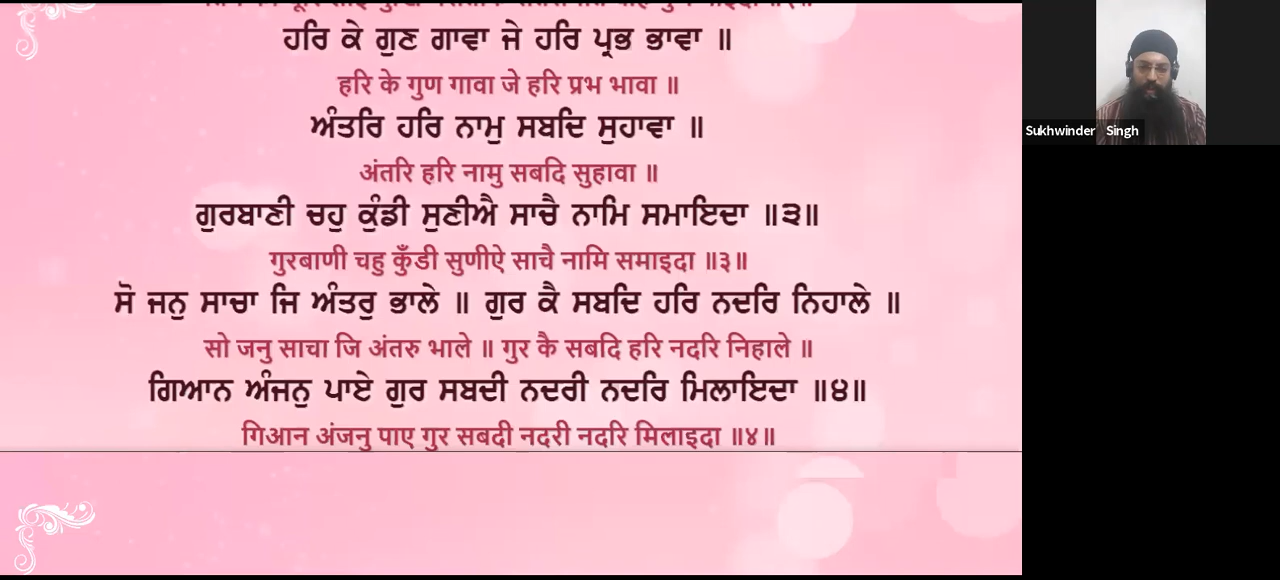 ਹਰਿ ਕੇ ਗੁਣ ਗਾਵਾ ਜੇ ਹਰਿ ਪ੍ਰਭ ਭਾਵਾ ॥
हरि के गुण गावा जे हरि प्रभ भावा ॥
ਅੰਤਰਿ ਹਰਿ ਨਾਮੁ ਸਬਦਿ ਸੁਹਾਵਾ ॥
अंतरि हरि नामु सबदि सुहावा ॥
ਗੁਰਬਾਣੀ ਚਹੁ ਕੁੰਡੀ ਸੁਣੀਐ ਸਾਚੈ ਨਾਮਿ ਸਮਾਇਦਾ ॥੩॥
गुरबाणी चहु कुँडी सुणीऐ साचै नामि समाइदा ॥३॥
ਸੋ ਜਨੁ ਸਾਚਾ ਜਿ ਅੰਤਰੁ ਭਾਲੇ ॥ ਗੁਰ ਕੈ ਸਬਦਿ ਹਰਿ ਨਦਰਿ ਨਿਹਾਲੇ ॥
सो जनु साचा जि अंतरु भाले ॥ गुर कै सबदि हरि नदरि निहाले ॥
ਗਿਆਨ ਅੰਜਨੁ ਪਾਏ ਗੁਰ ਸਬਦੀ ਨਦਰੀ ਨਦਰਿ ਮਿਲਾਇਦਾ ॥੪॥
गिआन अंजनु पाए गुर सबदी नदरी नदरि मिलाइदा ॥४॥
Sukhwinder Singh